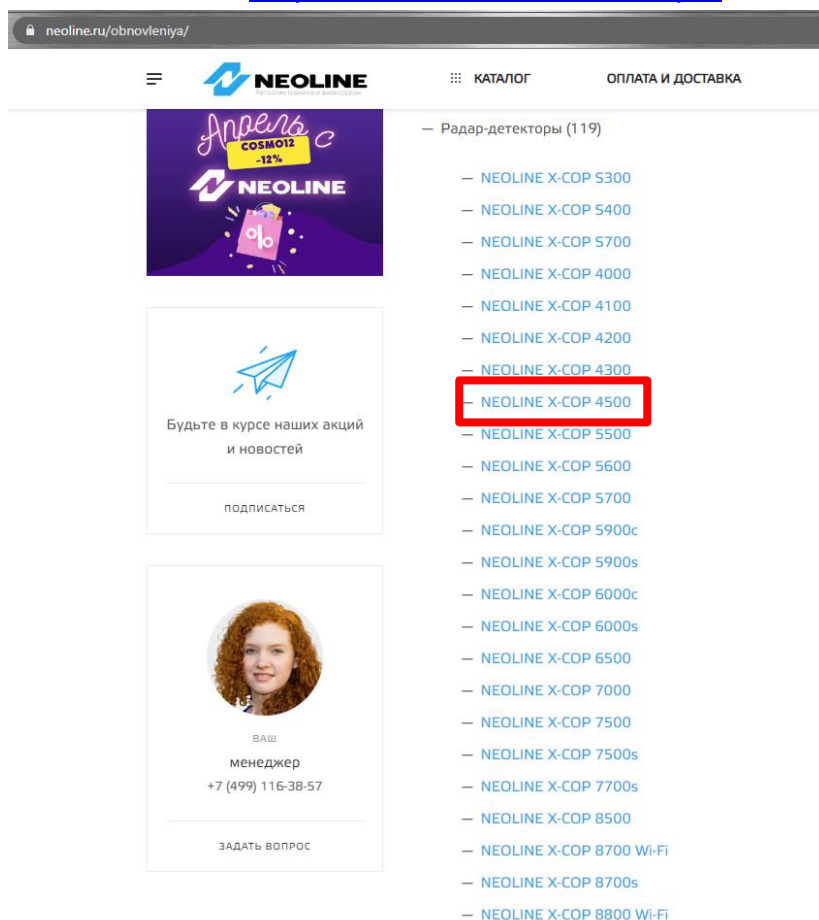 neoline.ru/obnovleniya/
NEOLINE
КАТАЛОГ
ОПЛАТА И ДОСТАВКА
Апрель с
COSMO12
-12%
NEOLINE
%
Будьте в курсе наших акций
и новостей
ПОДПИСАТЬСЯ
ВАШ
менеджер
+7 (499) 116-38-57
ЗАДАТЬ ВОПРОС
— Радар-детекторы (119)
— NEOLINE X-COP S300
— NEOLINE X-COP S400
— NEOLINE X-COP S700
— NEOLINE X-COP 4000
— NEOLINE X-COP 4100
— NEOLINE X-COP 4200
— NEOLINE X-COP 4300
— NEOLINE X-COP 4500
— NEOLINE X-COP 5500
— NEOLINE X-COP 5600
— NEOLINE X-COP 5700
— NEOLINE X-COP 5900c
— NEOLINE X-COP 5900s
— NEOLINE X-COP 6000c
— NEOLINE X-COP 6000s
— NEOLINE X-COP 6500
— NEOLINE X-COP 7000
— NEOLINE X-COP 7500
— NEOLINE X-COP 7500s
— NEOLINE X-COP 7700s
— NEOLINE X-COP 8500
— NEOLINE X-COP 8700 Wi-Fi
— NEOLINE X-COP 8700s
— NEOLINE X-COP 8800 Wi-Fi